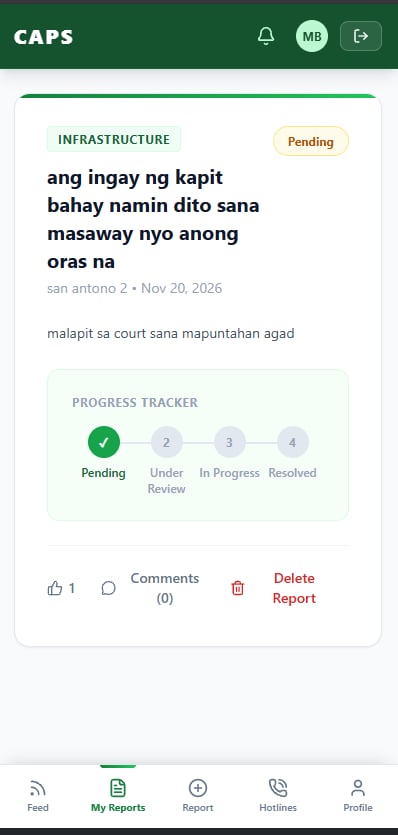 CAPS
MB
INFRASTRUCTURE
Pending
ang ingay ng kapit
bahay namin dito sana
masaway nyo anong
oras na
san antono 2 • Nov 20, 2026
malapit sa court sana mapuntahan agad
PROGRESS TRACKER
✓ 2 3 4
Pending Under In Progress Resolved
Review
1 Comments Delete
(0) Report
Feed My Reports Report Hotlines Profile